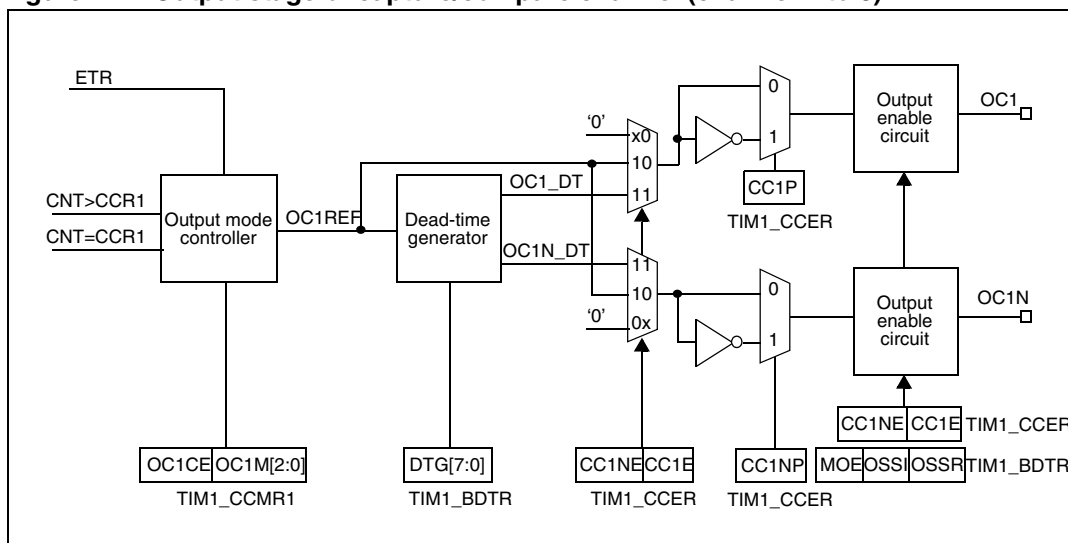 ETR
CNT>CCR1
CNT=CCR1
Output mode
controller
OC1REF
Dead-time
generator
OC1_DT
OC1N_DT
‘0’
x0
10
11
11
10
0x
‘0’
0
1
CC1P
TIM1_CCER
0
1
Output
enable
circuit
OC1
Output
enable
circuit
OC1N
CC1NE CC1E TIM1_CCER
OC1CE OC1M[2:0]
TIM1_CCMR1
DTG[7:0]
TIM1_BDTR
CC1NE CC1E
TIM1_CCER
CC1NP
TIM1_CCER
MOE OSSI OSSR TIM1_BDTR